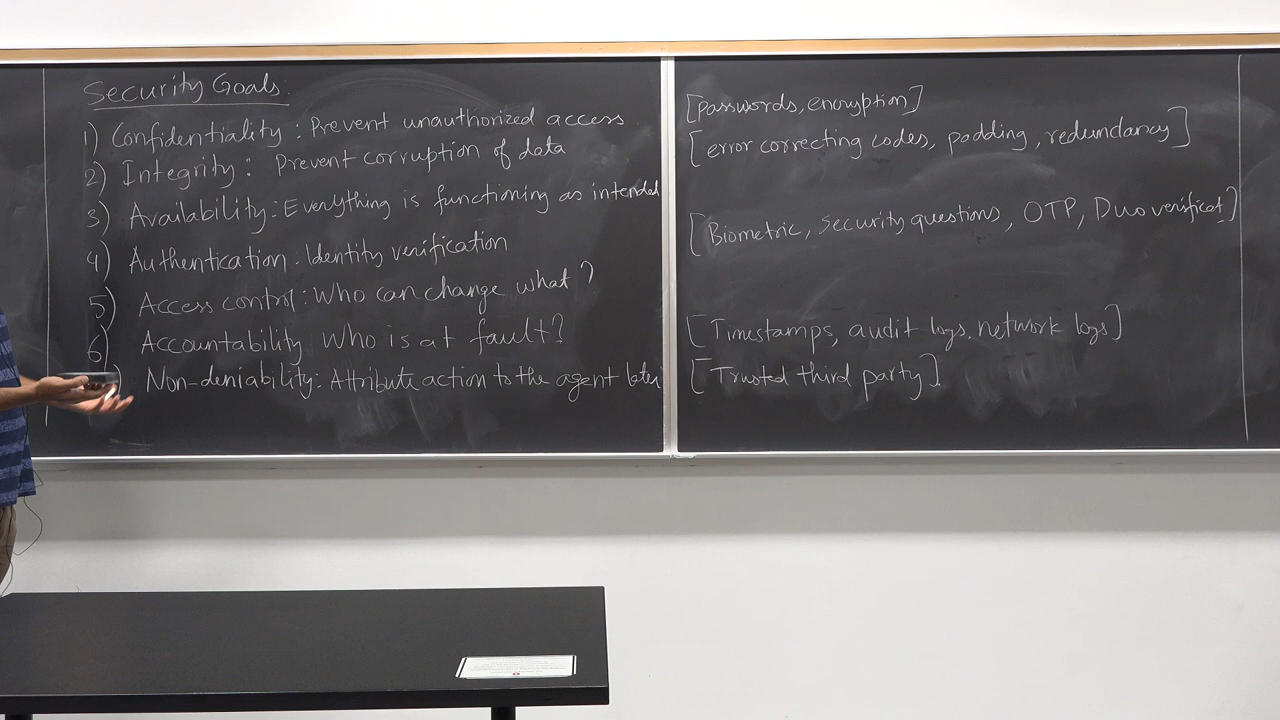 Security Goals:
1) Confidentiality : Prevent unauthorized access
2) Integrity : Prevent corruption of data
3) Availability : Everything is functioning as intended
4) Authentication . Identity verification
5) Access control : Who can change what ?
6) Accountability Who is at fault?
) Non-deniability : Attribute action to the agent later
[Passwords, encryption]
[error correcting codes, padding, redundancy]
[Biometric, security questions, OTP, Duo verificat.]
[Timestamps, audit logs, network logs]
[Trusted third party].